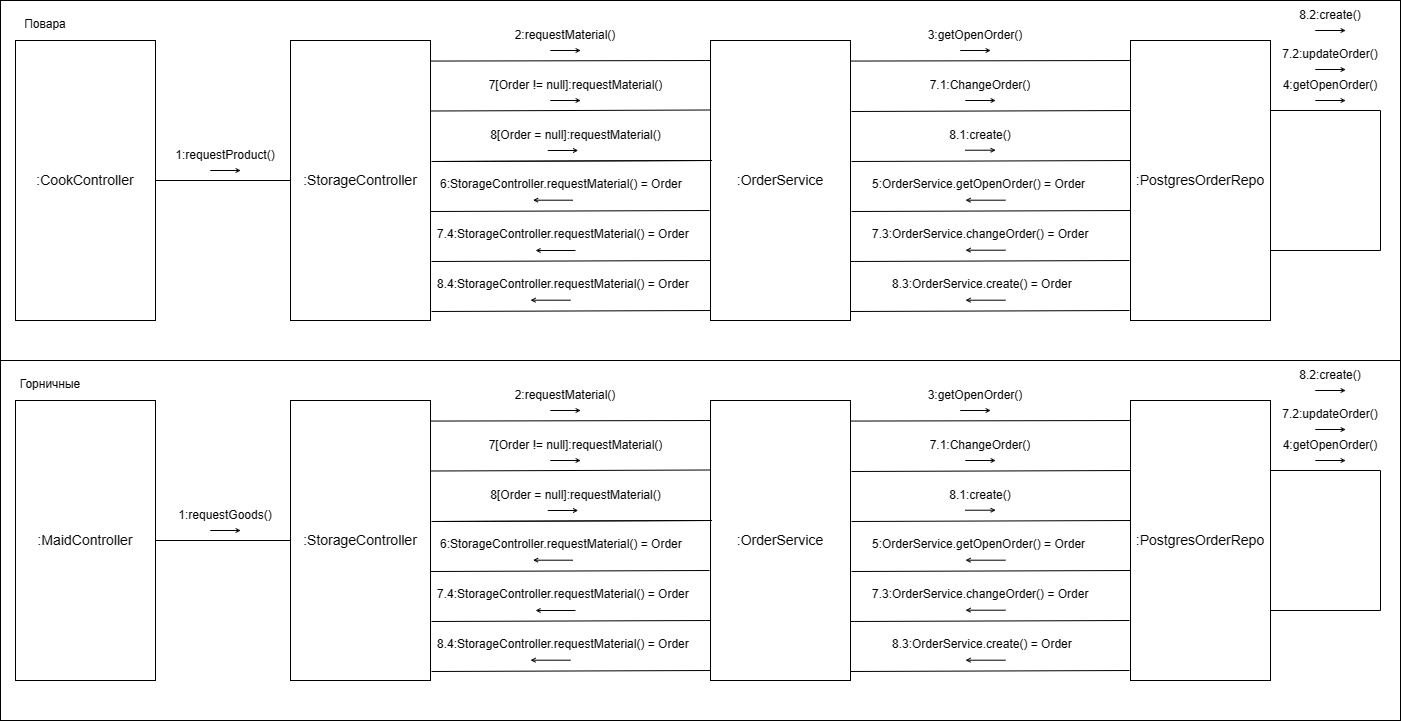 Повара
8.2:create()
2:requestMaterial()
3:getOpenOrder()
7.2:updateOrder()
7[Order != null]:requestMaterial()
7.1:ChangeOrder()
4:getOpenOrder()
8[Order = null]:requestMaterial()
8.1:create()
1:requestProduct()
:CookController
:StorageController
6:StorageController.requestMaterial() = Order
:OrderService
5:OrderService.getOpenOrder() = Order
:PostgresOrderRepo
7.4:StorageController.requestMaterial() = Order
7.3:OrderService.changeOrder() = Order
8.4:StorageController.requestMaterial() = Order
8.3:OrderService.create() = Order
Горничные
8.2:create()
2:requestMaterial()
3:getOpenOrder()
7.2:updateOrder()
7[Order != null]:requestMaterial()
7.1:ChangeOrder()
4:getOpenOrder()
8[Order = null]:requestMaterial()
8.1:create()
1:requestGoods()
:MaidController
:StorageController
6:StorageController.requestMaterial() = Order
:OrderService
5:OrderService.getOpenOrder() = Order
:PostgresOrderRepo
7.4:StorageController.requestMaterial() = Order
7.3:OrderService.changeOrder() = Order
8.4:StorageController.requestMaterial() = Order
8.3:OrderService.create() = Order